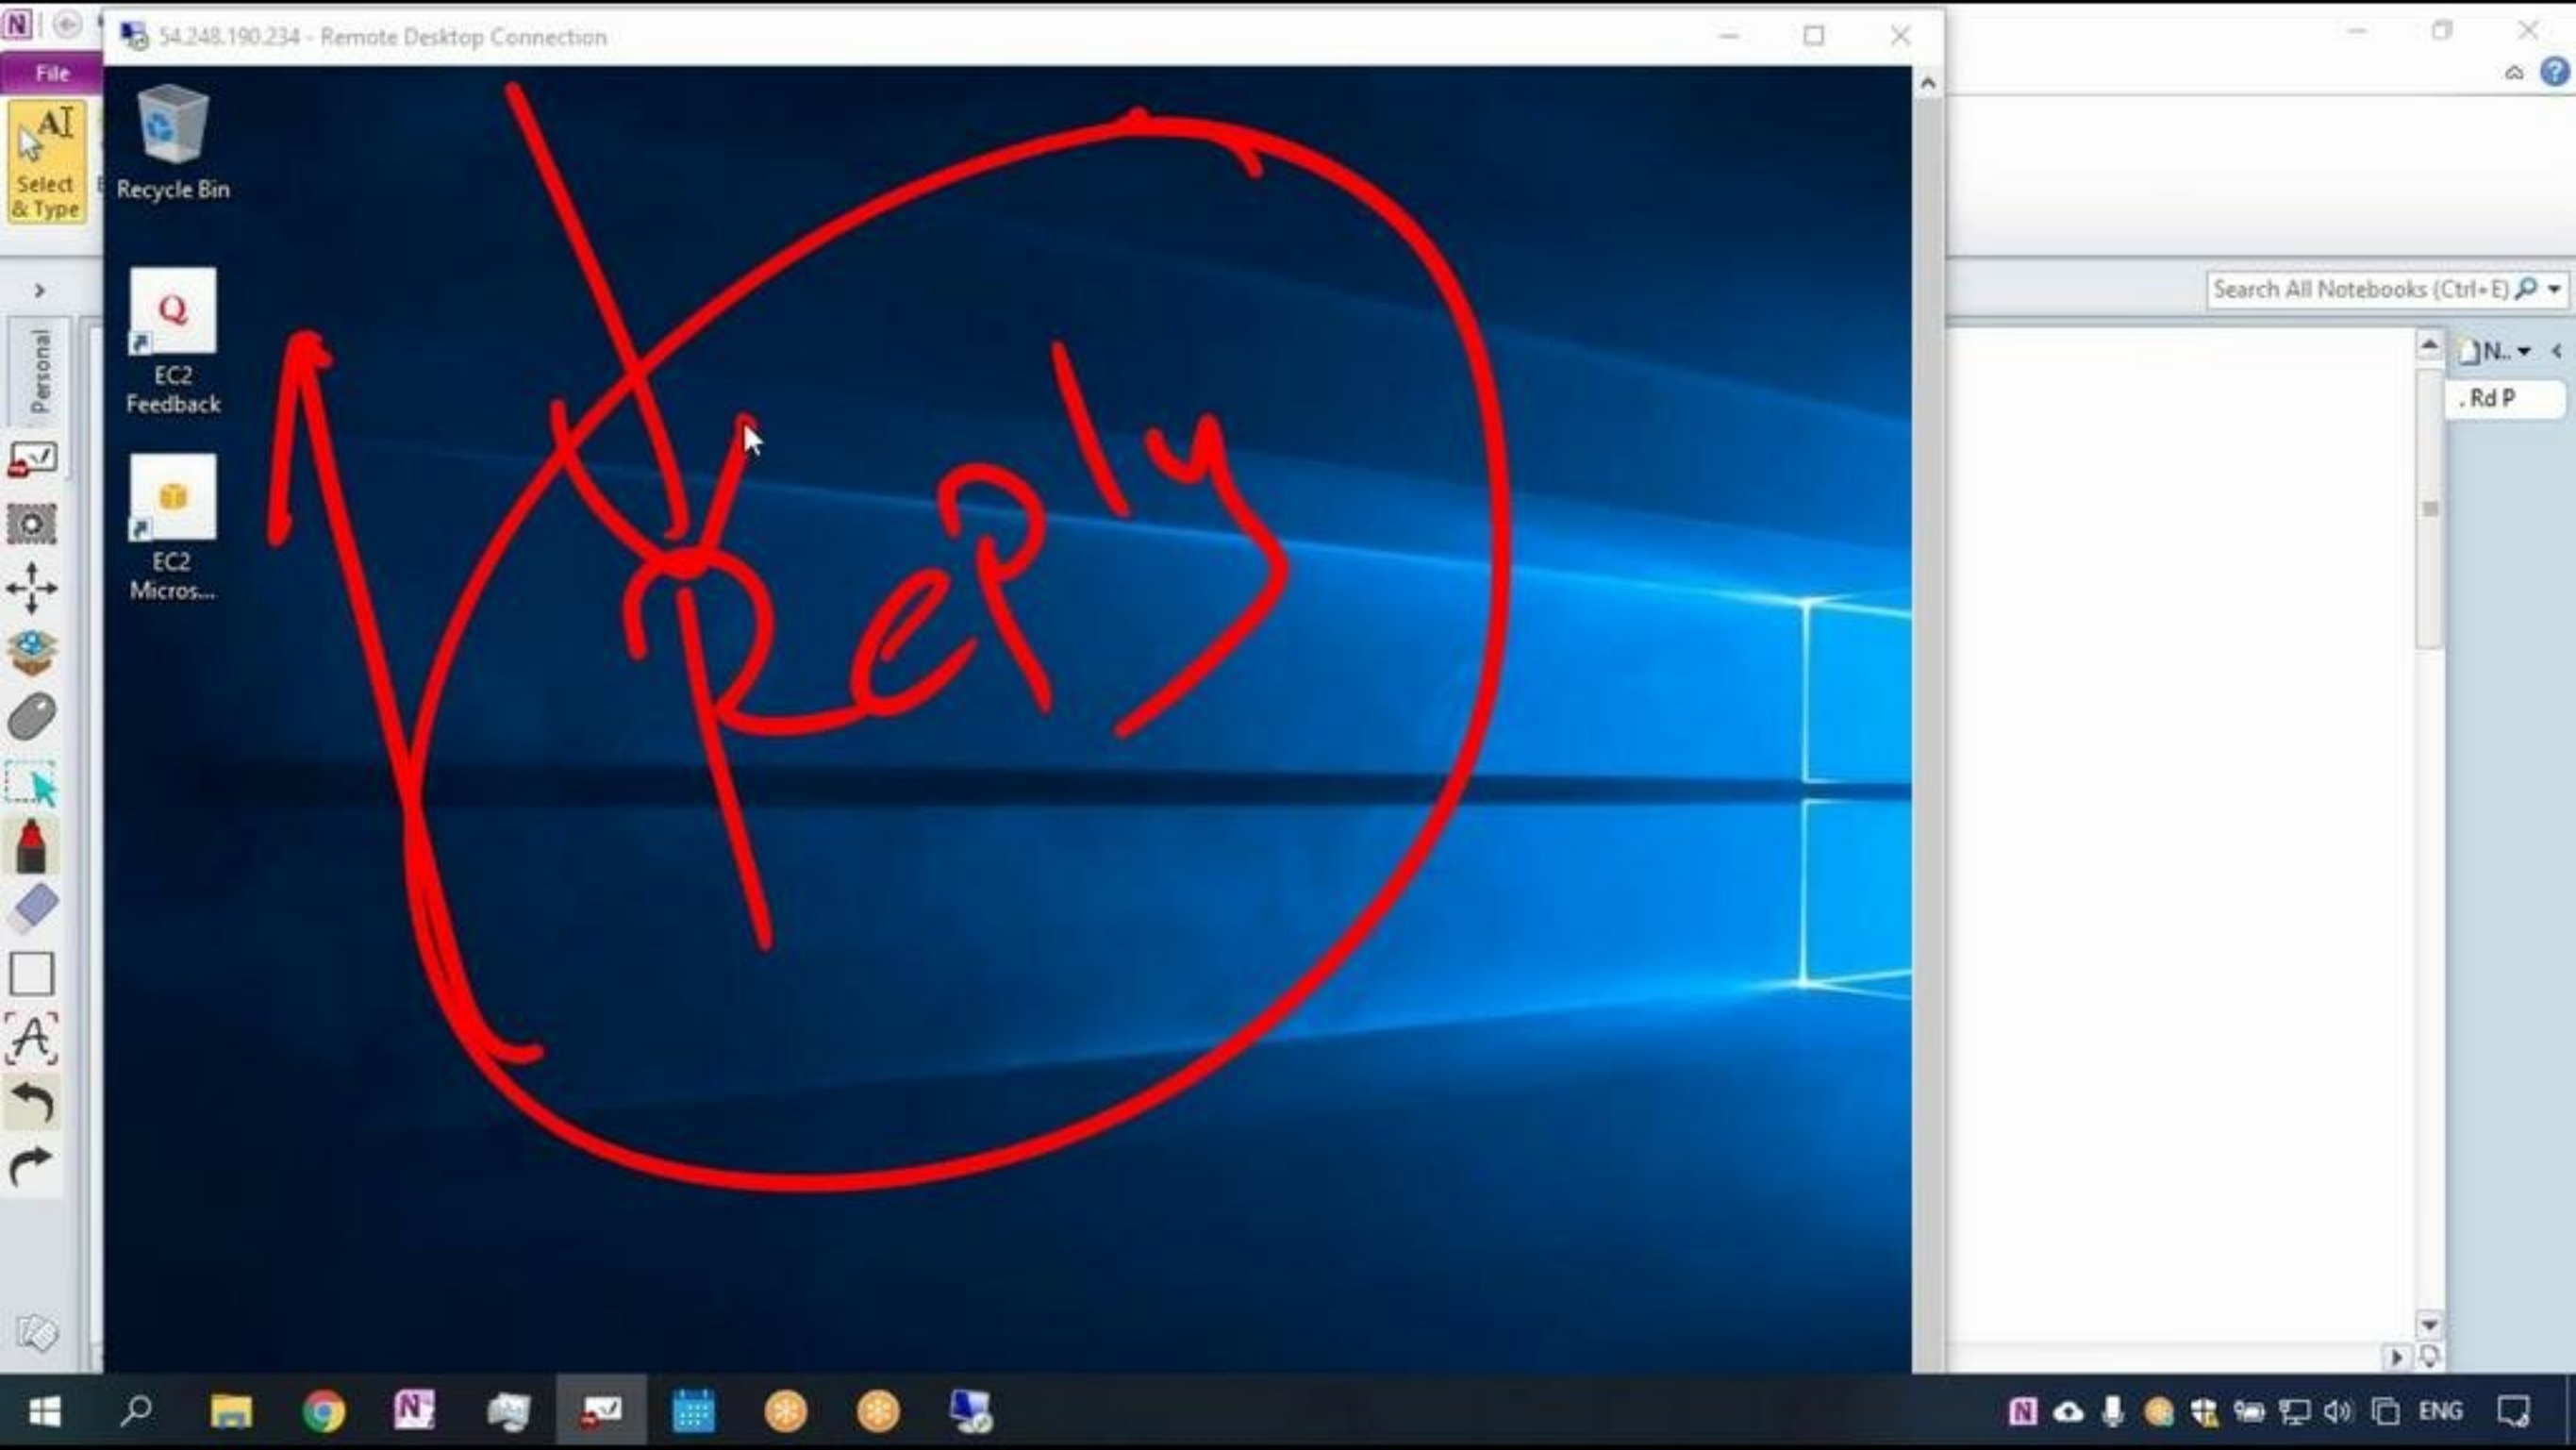 54.248.190.234 - Remote Desktop Connection
File
Select
& Type
Recycle Bin
EC2
Feedback
EC2
Micros...
Personal
Reply
Search All Notebooks (Ctrl+E)
N..
. Rd P
ENG